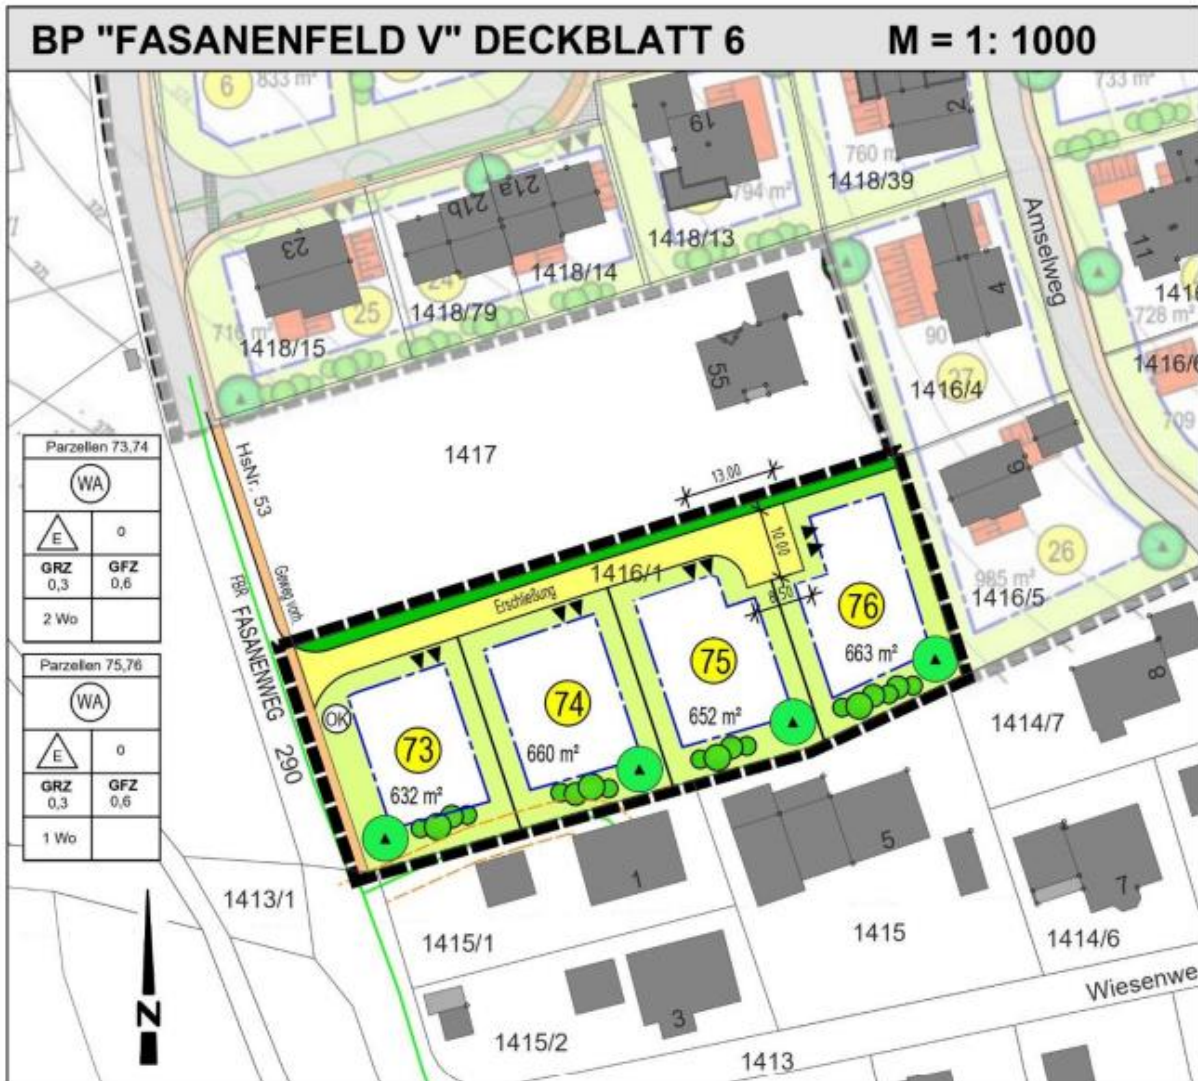 BP "FASANENFELD V" DECKBLATT 6
M = 1: 1000
6
833 m²
19
794 m²
1418/13
2
760 m
1418/39
733 m²
23
21b
21a
716 m²
25
24
1418/15
1418/79
1418/14
Amselweg
4
90
27
1416/4
11
728 m²
1416/6
709
55
1417
HsNr. 53
Parzellen 73,74
WA
E
0
GRZ
0,3
GFZ
0,6
2 Wo
Parzellen 75,76
WA
E
0
GRZ
0,3
GFZ
0,6
1 Wo
FBR FASANENWEG 290
Gehweg vorh
13.00
10.00
8.50
1416/1
Erschließung
OK
73
632 m²
74
660 m²
75
652 m²
76
663 m²
6
26
985 m²
1416/5
8
1414/7
1
5
7
1413/1
1415/1
1415
1414/6
Wiesenwe
3
1415/2
1413
N